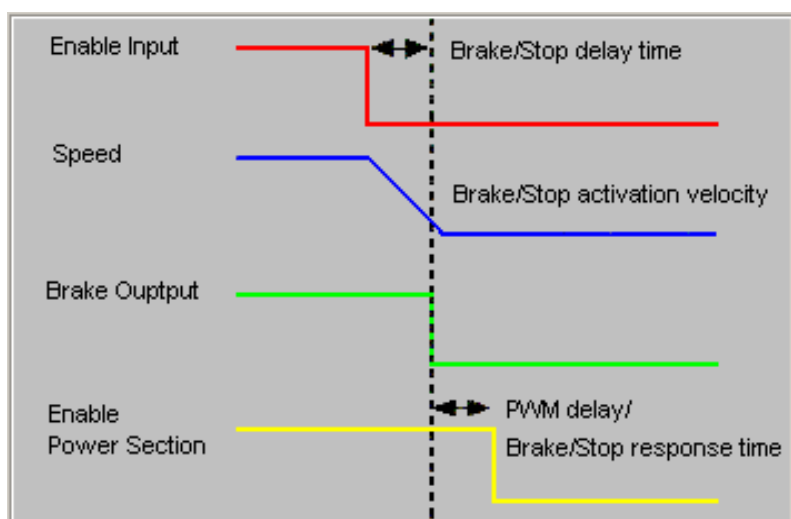 Enable Input
Brake/Stop delay time
Speed
Brake/Stop activation velocity
Brake Ouptput
Enable
Power Section
PWM delay/
Brake/Stop response time